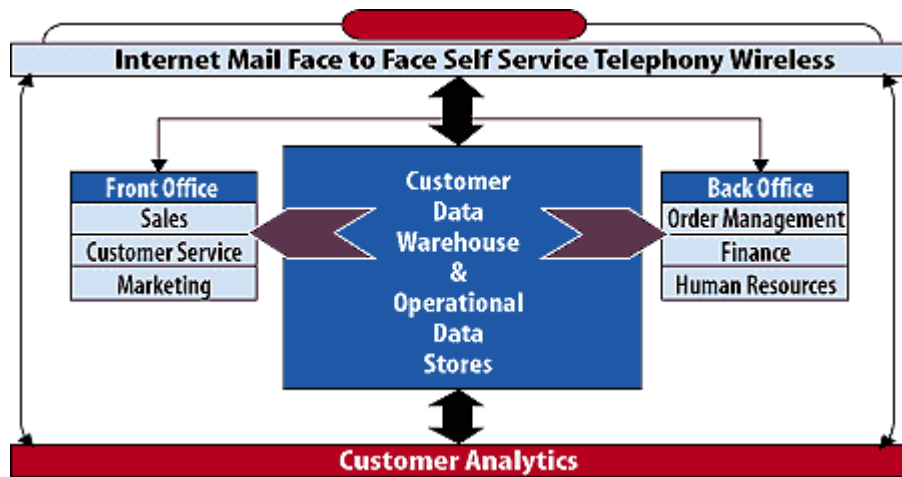 Internet Mail Face to Face Self Service Telephony Wireless
Front Office
Sales
Customer Service
Marketing
Customer
Data
Warehouse
&
Operational
Data
Stores
Back Office
Order Management
Finance
Human Resources
Customer Analytics